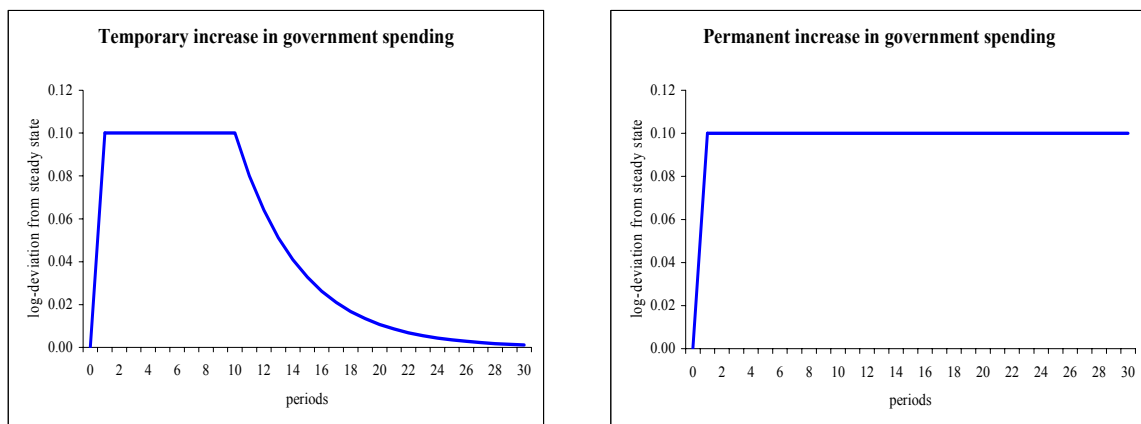 Temporary increase in government spending
log-deviation from steady state
0.12
0.10
0.08
0.06
0.04
0.02
0.00
0 2 4 6 8 10 12 14 16 18 20 22 24 26 28 30
periods
Permanent increase in government spending
log-deviation from steady state
0.12
0.10
0.08
0.06
0.04
0.02
0.00
0 2 4 6 8 10 12 14 16 18 20 22 24 26 28 30
periods